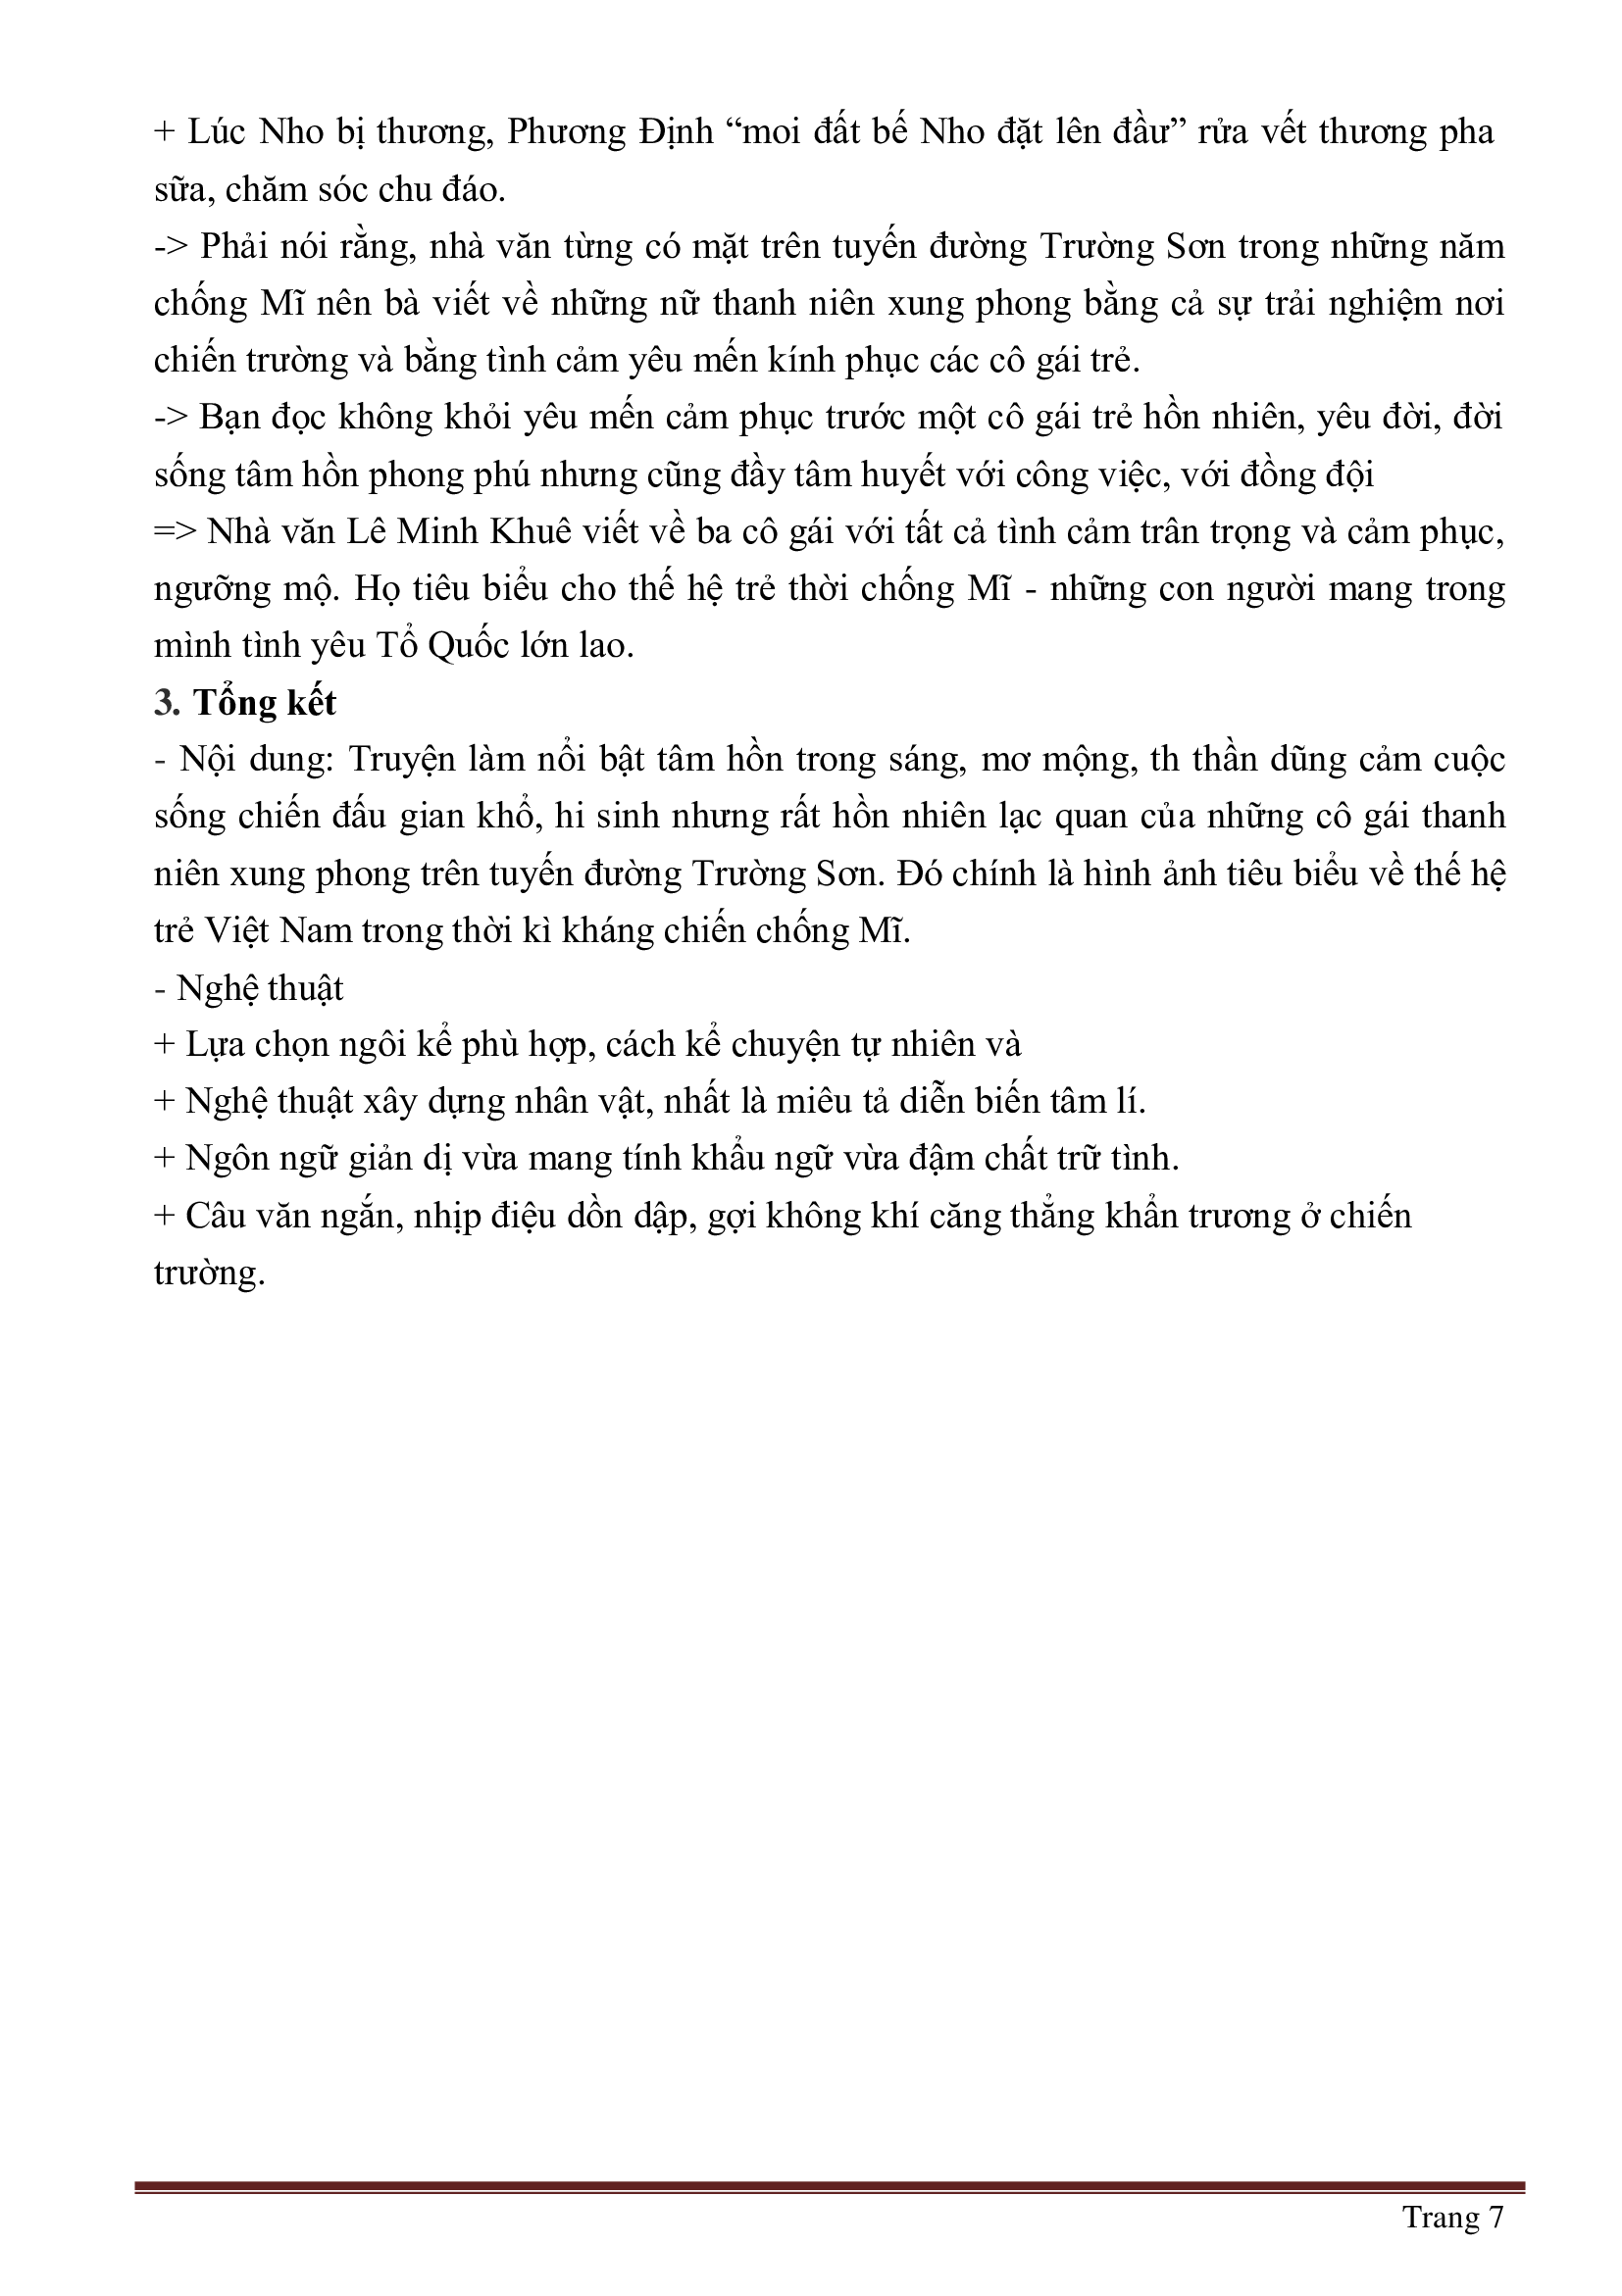 + Lúc Nho bị thương, Phương Định “moi đất bế Nho đặt lên đầư” rửa vết thương pha
sữa, chăm sóc chu đáo.
-> Phải nói rằng, nhà văn từng có mặt trên tuyến đường Trường Sơn trong những năm
chống Mĩ nên bà viết về những nữ thanh niên xung phong bằng cả sự trải nghiệm nơi
chiến trường và bằng tình cảm yêu mến kính phục các cô gái trẻ.
-> Bạn đọc không khỏi yêu mến cảm phục trước một cô gái trẻ hồn nhiên, yêu đời, đời
sống tâm hồn phong phú nhưng cũng đầy tâm huyết với công việc, với đồng đội
=> Nhà văn Lê Minh Khuê viết về ba cô gái với tất cả tình cảm trân trọng và cảm phục,
ngưỡng mộ. Họ tiêu biểu cho thế hệ trẻ thời chống Mĩ - những con người mang trong
mình tình yêu Tổ Quốc lớn lao.
3. Tổng kết
- Nội dung: Truyện làm nổi bật tâm hồn trong sáng, mơ mộng, th thần dũng cảm cuộc
sống chiến đấu gian khổ, hi sinh nhưng rất hồn nhiên lạc quan của những cô gái thanh
niên xung phong trên tuyến đường Trường Sơn. Đó chính là hình ảnh tiêu biểu về thế hệ
trẻ Việt Nam trong thời kì kháng chiến chống Mĩ.
- Nghệ thuật
+ Lựa chọn ngôi kể phù hợp, cách kể chuyện tự nhiên và
+ Nghệ thuật xây dựng nhân vật, nhất là miêu tả diễn biến tâm lí.
+ Ngôn ngữ giản dị vừa mang tính khẩu ngữ vừa đậm chất trữ tình.
+ Câu văn ngắn, nhịp điệu dồn dập, gợi không khí căng thẳng khẩn trương ở chiến
trường.
Trang 7